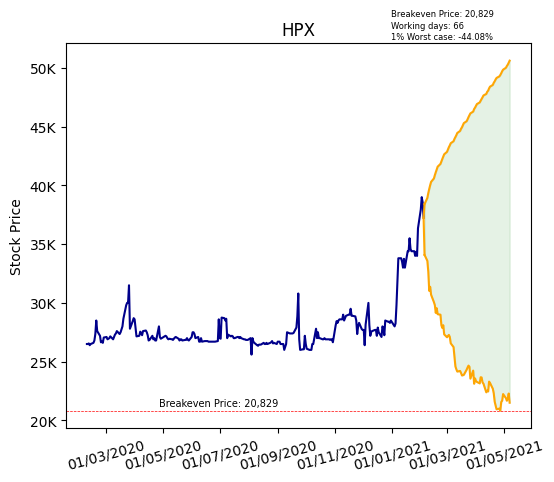 Breakeven Price: 20,829
Working days: 66
1% Worst case: -44.08%
HPX
Stock Price
50K
45K
40K
35K
30K
25K
20K
Breakeven Price: 20,829
01/03/2020
01/05/2020
01/07/2020
01/09/2020
01/11/2020
01/01/2021
01/03/2021
01/05/2021